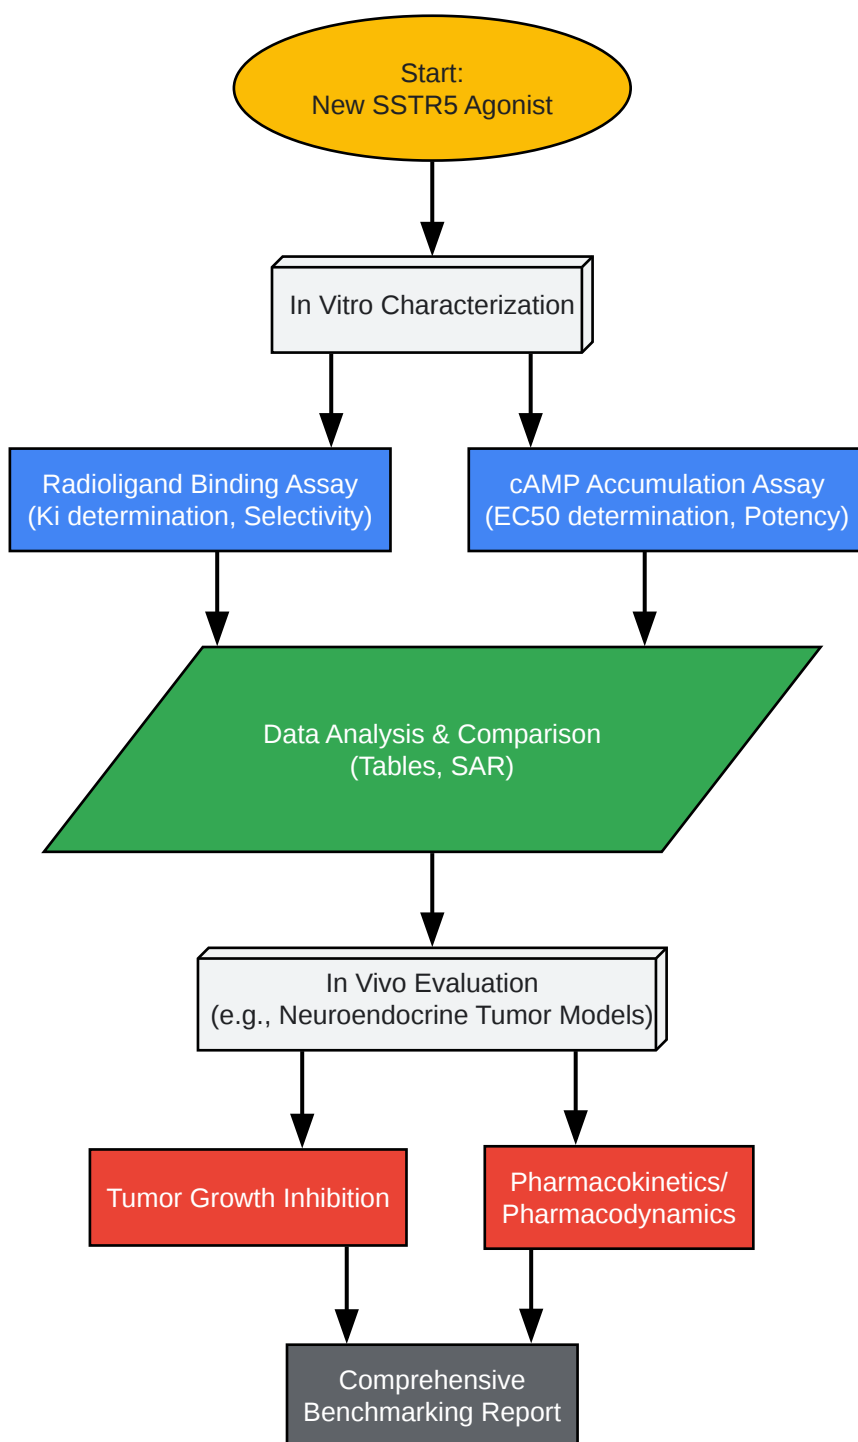 Start:
New SSTR5 Agonist
In Vitro Characterization
Radioligand Binding Assay
(Ki determination, Selectivity)
cAMP Accumulation Assay
(EC50 determination, Potency)
Data Analysis & Comparison
(Tables, SAR)
In Vivo Evaluation
(e.g., Neuroendocrine Tumor Models)
Tumor Growth Inhibition
Pharmacokinetics/
Pharmacodynamics
Comprehensive
Benchmarking Report